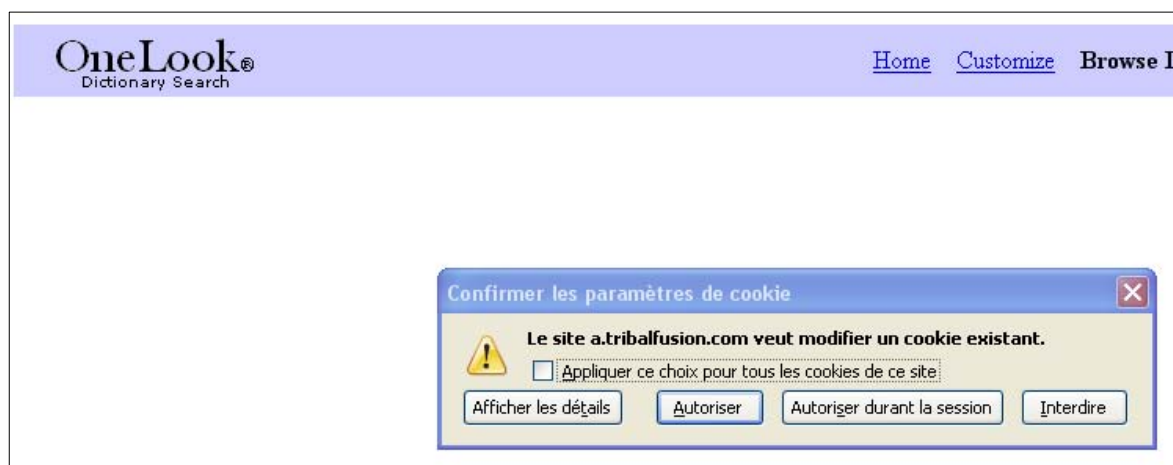 OneLook®
Dictionary Search
Home Customize Browse
Confirmer les paramètres de cookie
Le site a.tribalfusion.com veut modifier un cookie existant.
Appliquer ce choix pour tous les cookies de ce site
Afficher les détails Autoriser Autoriser durant la session Interdire